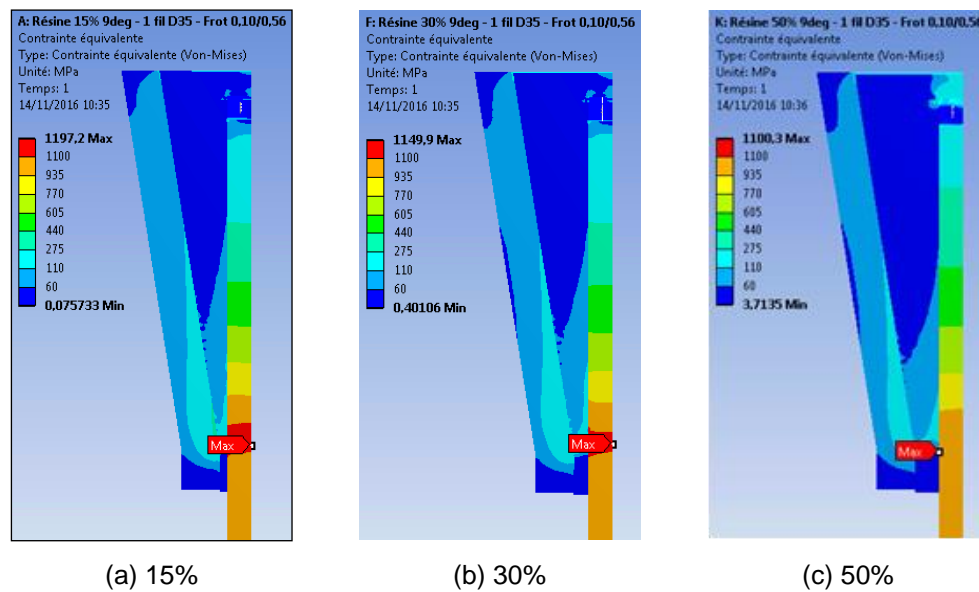 A: Résine 15% 9deg - 1 fil D35 - Frot 0,10/0,56
Contrainte équivalente
Type: Contrainte équivalente (Von-Mises)
Unité: MPa
Temps: 1
14/11/2016 10:35
1197,2 Max
1100
935
770
605
440
275
110
60
0,075733 Min
Max
(a) 15%
F: Résine 30% 9deg - 1 fil D35 - Frot 0,10/0,56
Contrainte équivalente
Type: Contrainte équivalente (Von-Mises)
Unité: MPa
Temps: 1
14/11/2016 10:35
1149,9 Max
1100
935
770
605
440
275
110
60
0,40106 Min
Max
(b) 30%
K: Résine 50% 9deg - 1 fil D35 - Frot 0,10/0,56
Contrainte équivalente
Type: Contrainte équivalente (Von-Mises)
Unité: MPa
Temps: 1
14/11/2016 10:36
1100,3 Max
1100
935
770
605
440
275
110
60
3,7135 Min
Max
(c) 50%